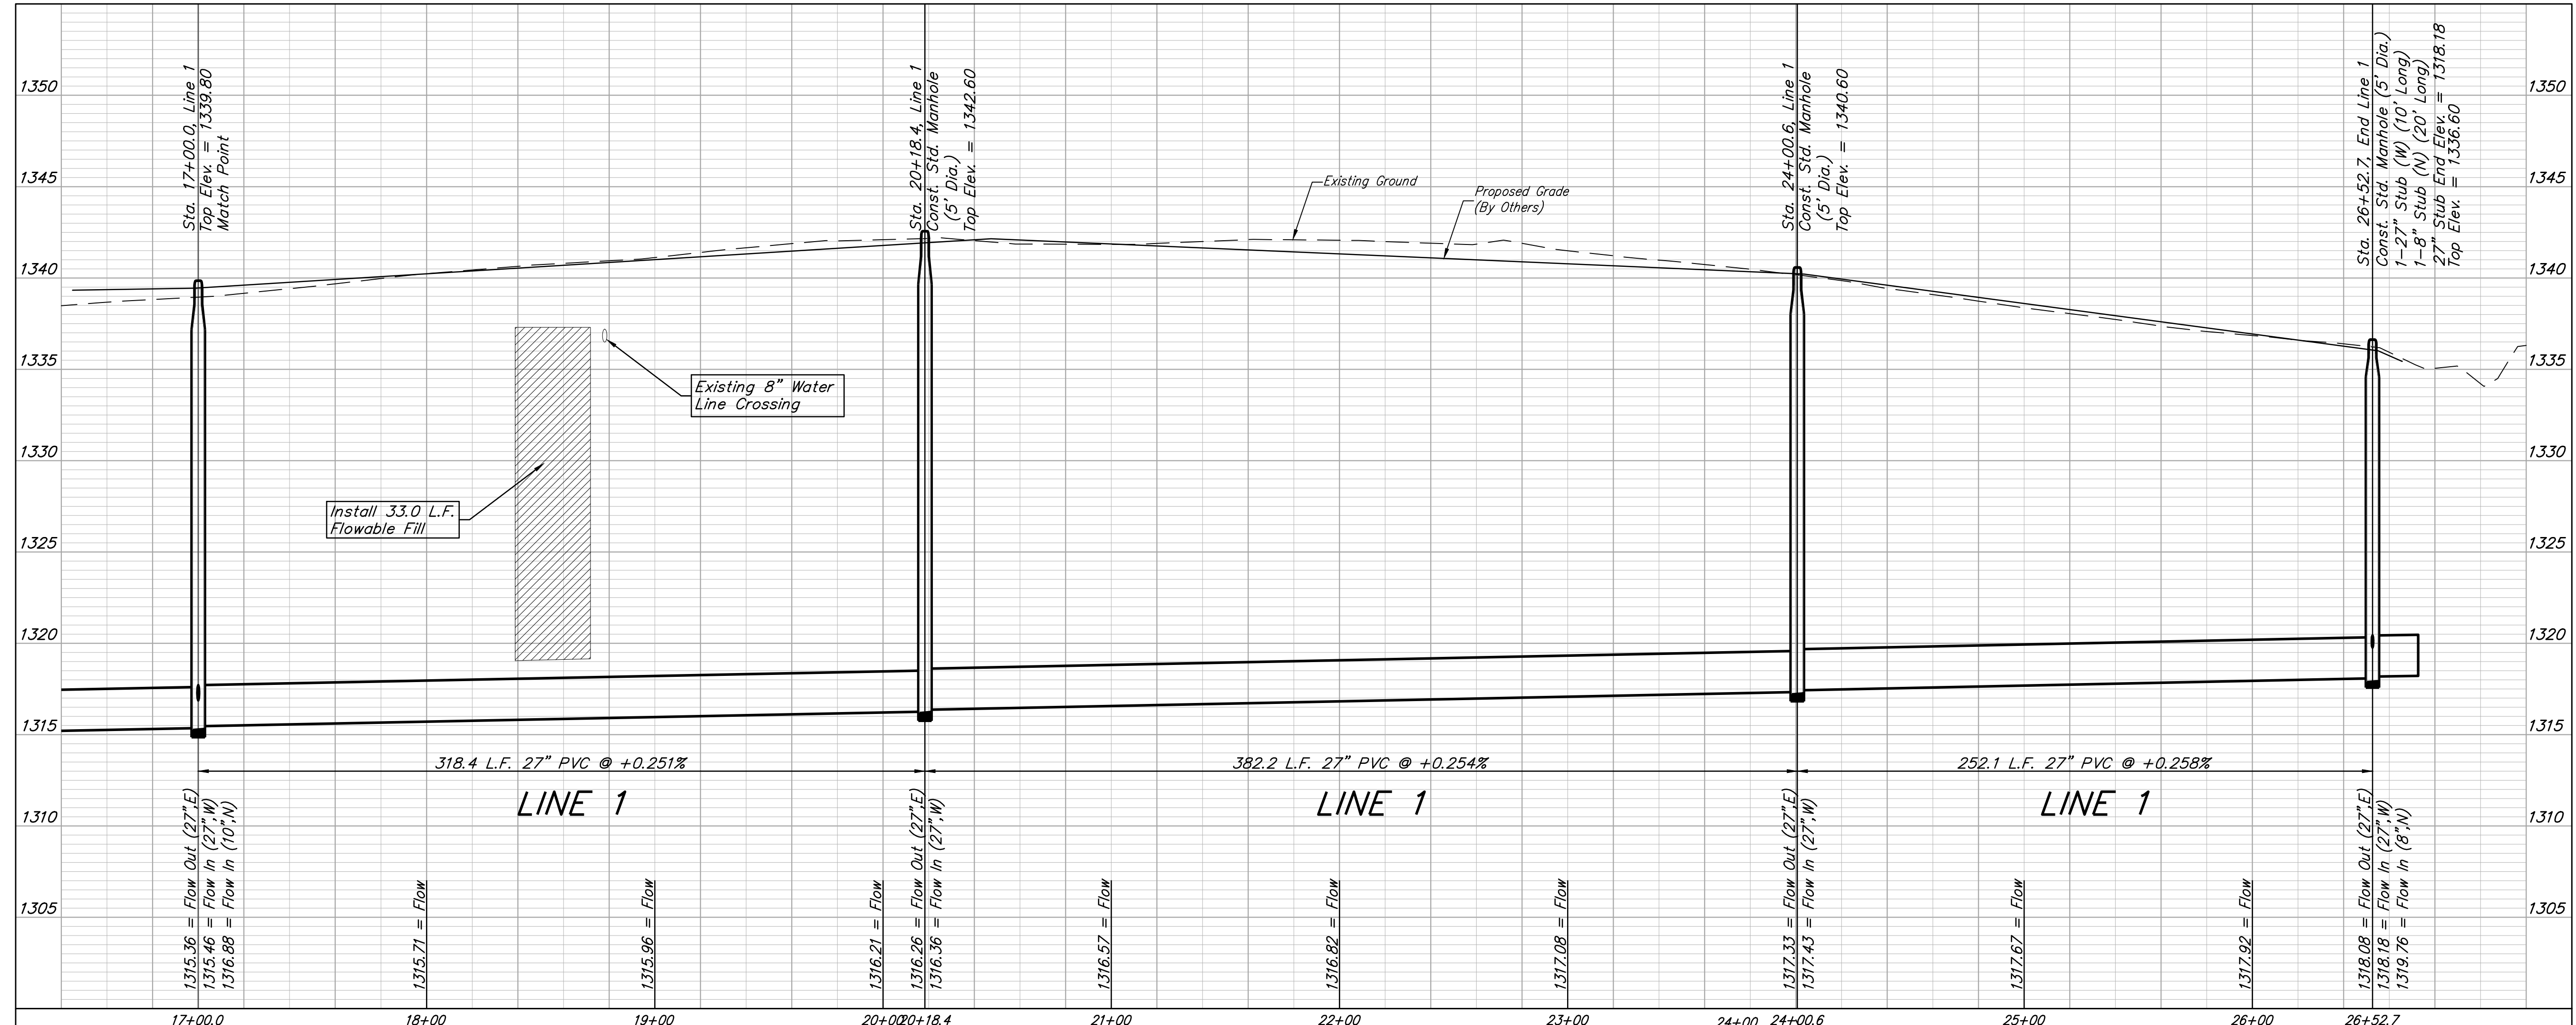 1350
1345
1340
1335
1330
1325
1320
1315
1310
1305
Sta. 17+00.0, Line 1
Top Elev. = 1339.80
Match Point
Sta. 20+18.4, Line 1
Const. Std. Manhole
(5' Dia.)
Top Elev. = 1342.60
Existing Ground
Proposed Grade
(By Others)
Sta. 24+00.6, Line 1
Const. Std. Manhole
(5' Dia.)
Top Elev. = 1340.60
Sta. 26+52.7, End Line 1
Const. Std. Manhole (5' Dia.)
1-27" Stub (W) (10' Long)
1-8" Stub (N) (20' Long)
27" Stub End Elev. = 1318.18
Top Elev. = 1336.60
1350
1345
1340
1335
1330
1325
1320
1315
1310
1305
Existing 8" Water
Line Crossing
Install 33.0 L.F.
Flowable Fill
318.4 L.F. 27" PVC @ +0.251%
382.2 L.F. 27" PVC @ +0.254%
252.1 L.F. 27" PVC @ +0.258%
LINE 1
LINE 1
LINE 1
1315.36 = Flow Out (27",E)
1315.46 = Flow In (27",W)
1316.88 = Flow In (10",N)
1315.71 = Flow
1315.96 = Flow
1316.21 = Flow
1316.26 = Flow Out (27",E)
1316.36 = Flow In (27",W)
1316.57 = Flow
1316.82 = Flow
1317.08 = Flow
1317.33 = Flow Out (27",E)
1317.43 = Flow In (27",W)
1317.67 = Flow
1317.92 = Flow
1318.08 = Flow Out (27",E)
1318.18 = Flow In (27",W)
1319.76 = Flow In (8",N)
17+00.0
18+00
19+00
20+00
20+18.4
21+00
22+00
23+00
24+00
24+00.6
25+00
26+00
26+52.7